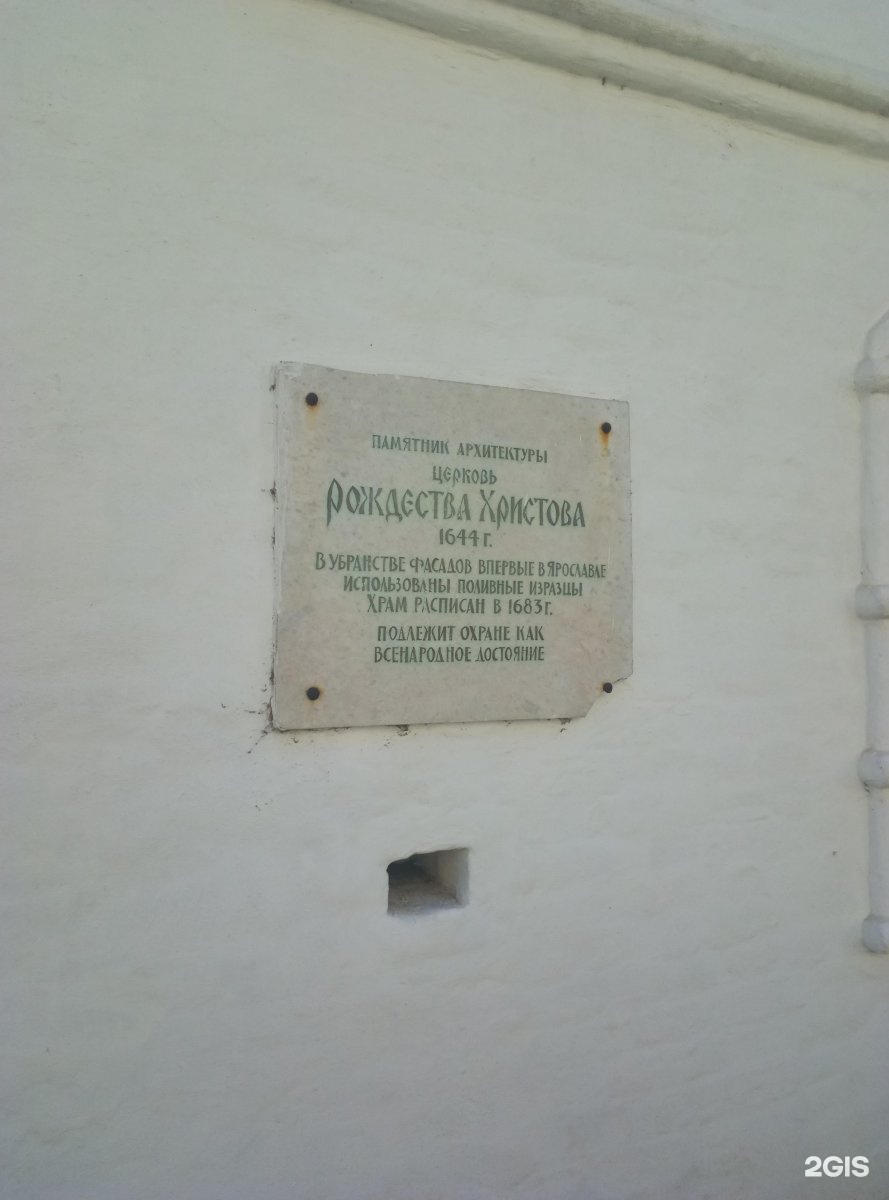 ПАМЯТНИК АРХИТЕКТУРЫ
ЦЕРКОВЬ
РОЖДЕСТВА ХРИСТОВА
1644 г.
В УБРАНСТВЕ ФАСАДОВ ВПЕРВЫЕ В ЯРОСЛАВЛЕ
ИСПОЛЬЗОВАНЫ ПОЛИВНЫЕ ИЗРАЗЦЫ
ХРАМ РАСПИСАН В 1683 г.
ПОДЛЕЖИТ ОХРАНЕ КАК
ВСЕНАРОДНОЕ ДОСТОЯНИЕ
2GIS